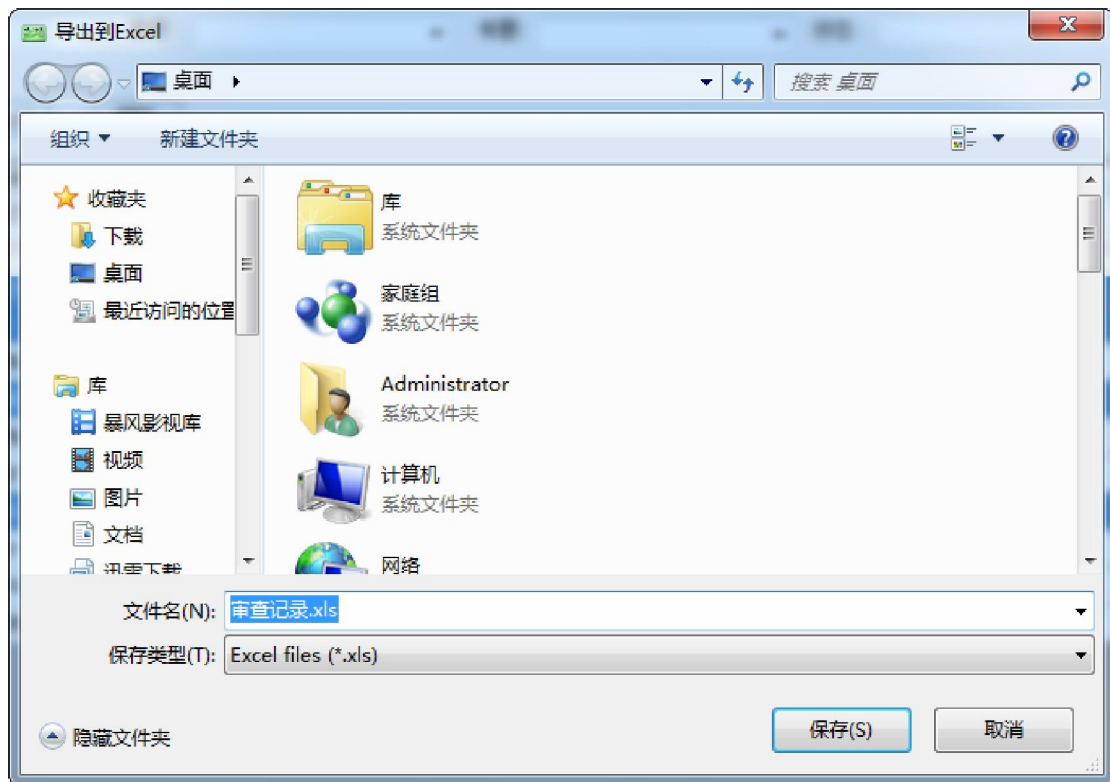 导出到Excel
桌面
搜索 桌面
组织
新建文件夹
收藏夹
下载
桌面
最近访问的位置
库
暴风影视库
视频
图片
文档
迅雷下载
库
系统文件夹
家庭组
系统文件夹
Administrator
系统文件夹
计算机
系统文件夹
网络
文件名(N):
审查记录.xls
保存类型(T):
Excel files (*.xls)
隐藏文件夹
保存(S)
取消